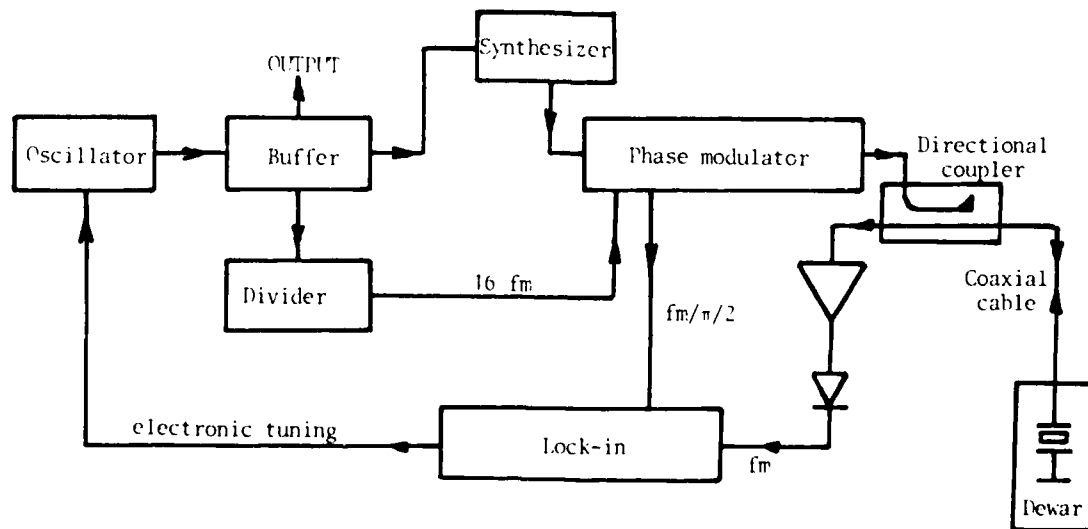 Synthesizer
OUTPUT
Oscillator
Buffer
Phase modulator
Directional
coupler
Divider
16 fm
fm/π/2
Coaxial
cable
electronic tuning
Lock-in
fm
Dewar